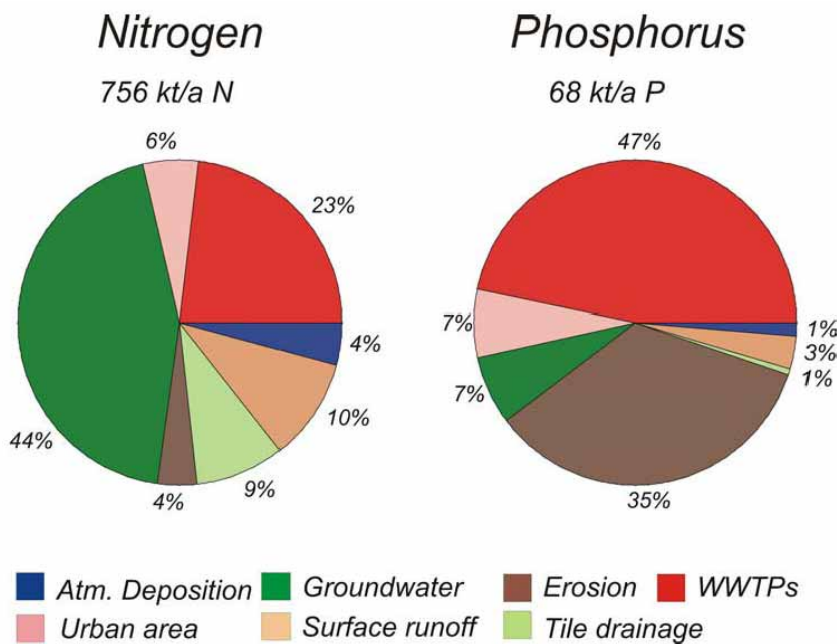 Nitrogen
756 kt/a N
6%
23%
4%
10%
9%
4%
44%
Phosphorus
68 kt/a P
47%
1%
3%
1%
35%
7%
7%
Atm. Deposition Groundwater Erosion WWTPs
Urban area Surface runoff Tile drainage